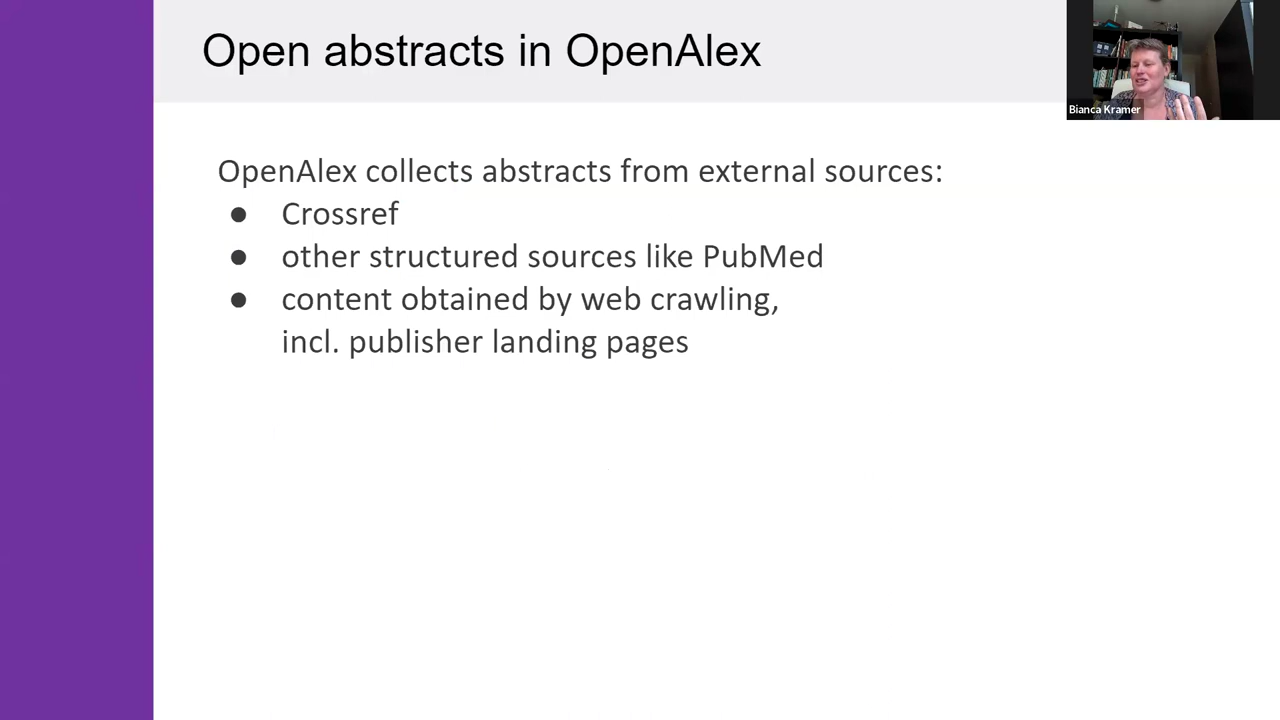 Open abstracts in OpenAlex
Bianca Kramer
OpenAlex collects abstracts from external sources:
● Crossref
● other structured sources like PubMed
● content obtained by web crawling,
incl. publisher landing pages